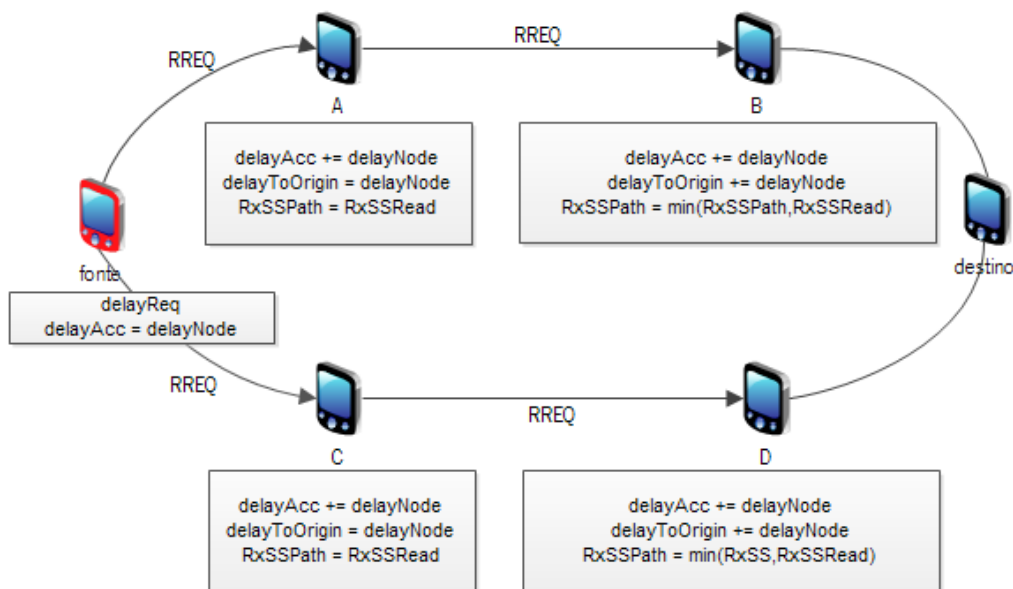 RREQ
RREQ
A
B
delayAcc += delayNode
delayToOrigin = delayNode
RxSSPath = RxSSRead
delayAcc += delayNode
delayToOrigin += delayNode
RxSSPath = min(RxSSPath,RxSSRead)
fonte
destino
delayReq
delayAcc = delayNode
RREQ
RREQ
C
D
delayAcc += delayNode
delayToOrigin = delayNode
RxSSPath = RxSSRead
delayAcc += delayNode
delayToOrigin += delayNode
RxSSPath = min(RxSS,RxSSRead)